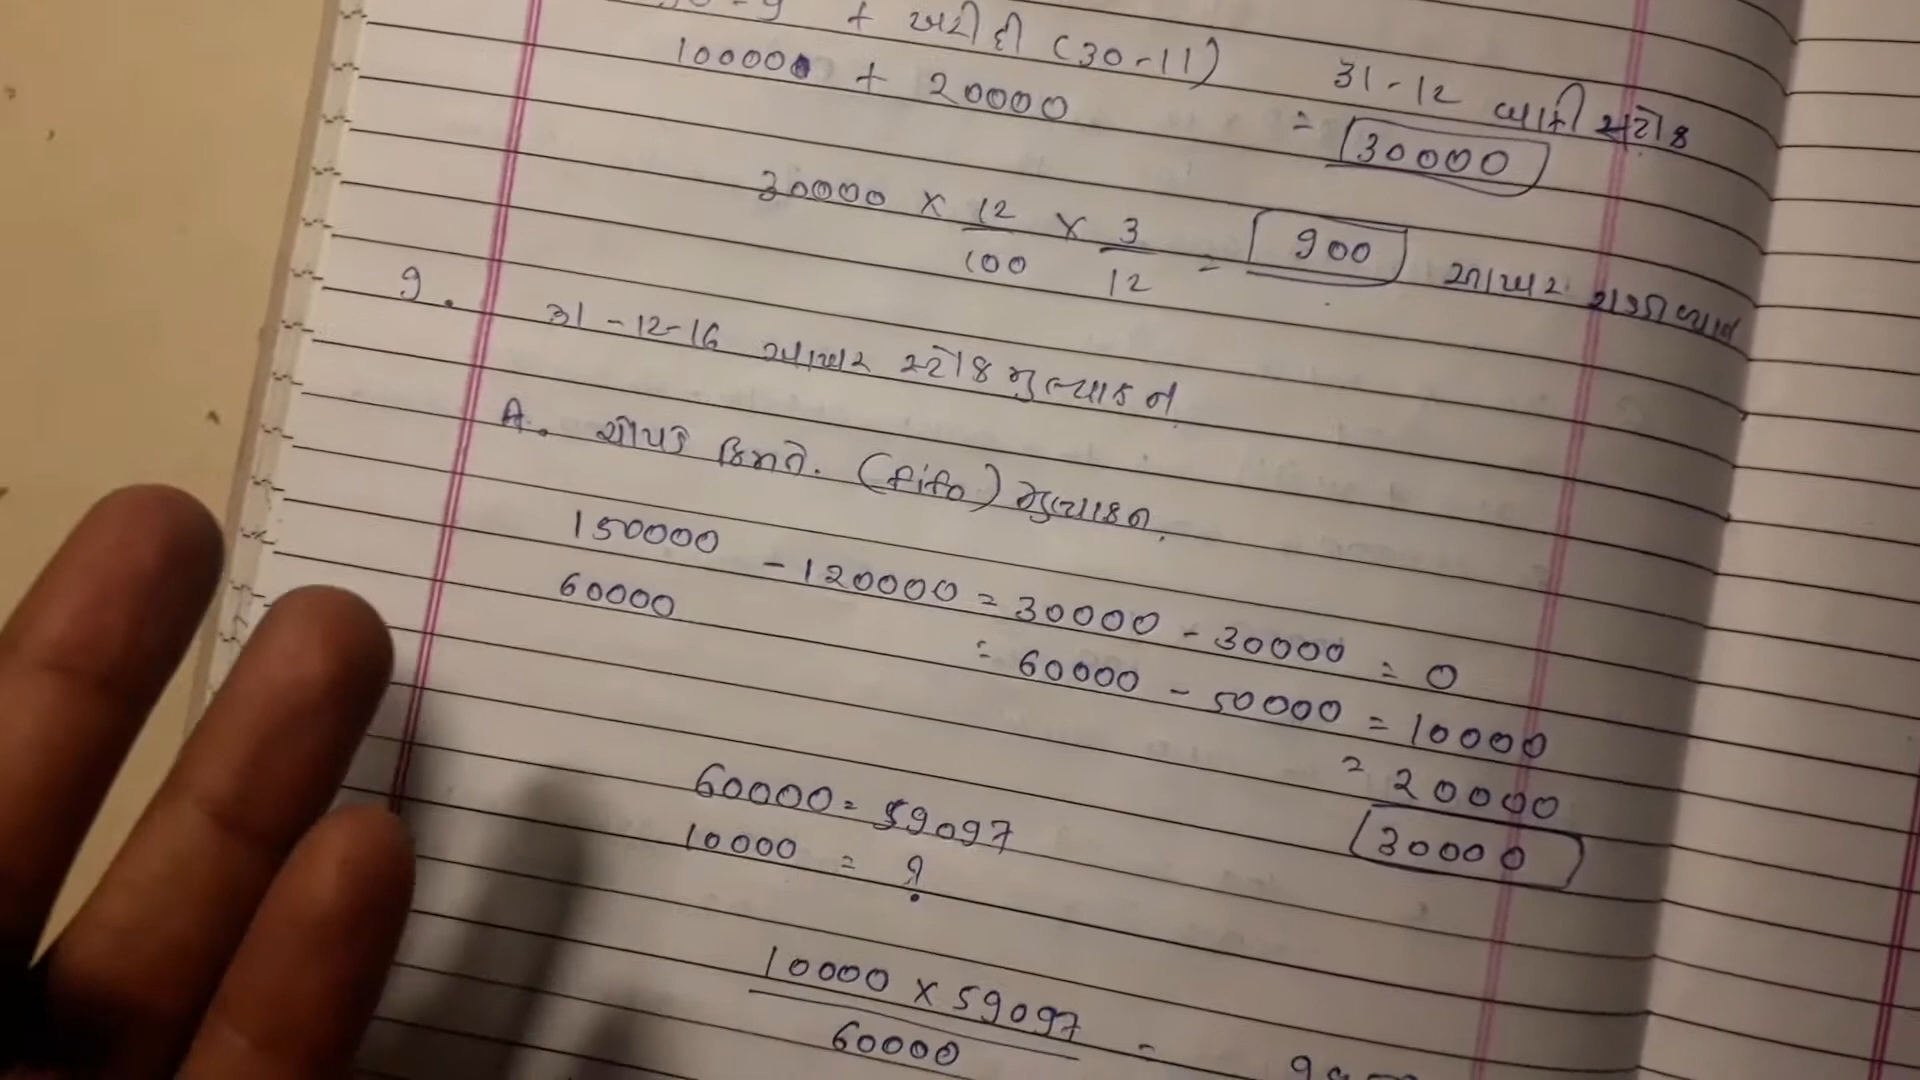 + ખરીદી (30-11)
31-12 બાકી સ્ટોક
10000 + 20000 = 30000
30000 × 12/100 × 3/12 = 900 આખર
9. 31-12-16 આખર સ્ટોક મુલ્યાંકન
A. ચોપડે કિંમતે. (fifo) મુલ્યાંકન.
150000 - 120000 = 30000 - 30000 = 0
60000 = 60000 - 50000 = 10000
= 20000
30000
60000 = 59097
10000 = ?
10000 × 59097
60000 =